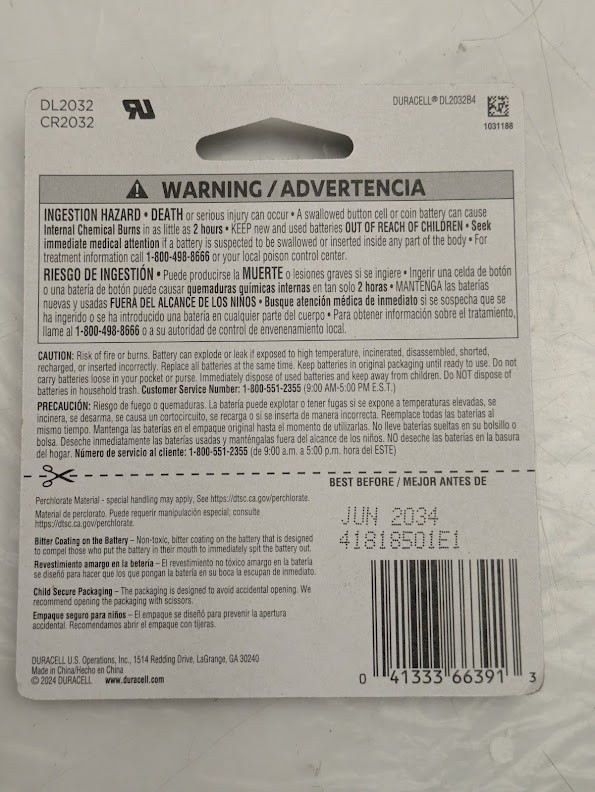 DL2032
CR2032
DURACELL® DL2032B4
1031188
WARNING / ADVERTENCIA
INGESTION HAZARD • DEATH or serious injury can occur • A swallowed button cell or coin battery can cause
Internal Chemical Burns in as little as 2 hours • KEEP new and used batteries OUT OF REACH OF CHILDREN • Seek
immediate medical attention if a battery is suspected to be swallowed or inserted inside any part of the body • For
treatment information call 1-800-498-8666 or your local poison control center.
RIESGO DE INGESTIÓN • Puede producirse la MUERTE o lesiones graves si se ingiere • Ingerir una celda de botón
o una batería de botón puede causar quemaduras químicas internas en tan solo 2 horas • MANTENGA las baterías
nuevas y usadas FUERA DEL ALCANCE DE LOS NIÑOS • Busque atención médica de inmediato si se sospecha que se
ha ingerido o se ha introducido una batería en cualquier parte del cuerpo • Para obtener información sobre el tratamiento,
llame al 1-800-498-8666 o a su autoridad de control de envenenamiento local.
CAUTION: Risk of fire or burns. Battery can explode or leak if exposed to high temperature, incinerated, disassembled, shorted,
recharged, or inserted incorrectly. Replace all batteries at the same time. Keep batteries in original packaging until ready to use. Do not
carry batteries loose in your pocket or purse. Immediately dispose of used batteries and keep away from children. Do NOT dispose of
batteries in household trash. Customer Service Number: 1-800-551-2355 (9:00 AM-5:00 PM E.S.T.)
PRECAUCIÓN: Riesgo de fuego o quemaduras. La batería puede explotar o tener fugas si se expone a temperaturas elevadas, se
incinera, se desarma, se causa un cortocircuito, se recarga o si se inserta de manera incorrecta. Reemplace todas las baterías al
mismo tiempo. Mantenga las baterías en el empaque original hasta el momento de utilizarlas. No lleve baterías sueltas en su bolsillo o
bolsa. Deseche inmediatamente las baterías usadas y manténgalas fuera del alcance de los niños. NO deseche las baterías en la basura
del hogar. Número de servicio al cliente: 1-800-551-2355 (de 9:00 a.m. a 5:00 p.m. hora del ESTE)
BEST BEFORE / MEJOR ANTES DE
JUN 2034
41818501E1
Perchlorate Material - special handling may apply, See https://dtsc.ca.gov/perchlorate.
Material de perclorato. Puede requerir manipulación especial; consulte
https://dtsc.ca.gov/perchlorate.
Bitter Coating on the Battery – Non-toxic, bitter coating on the battery that is designed
to compel those who put the battery in their mouth to immediately spit the battery out.
Revestimiento amargo en la betería – El revestimiento no tóxico amargo en la batería
se diseñó para hacer que los que pongan la batería en su boca la escupan de inmediato.
Child Secure Packaging – The packaging is designed to avoid accidental opening. We
recommend opening the packaging with scissors.
Empaque seguro para niños – El empaque se diseñó para prevenir la apertura
accidental. Recomendamos abrir el empaque con tijeras.
DURACELL U.S. Operations, Inc., 1514 Redding Drive, LaGrange, GA 30240
Made in China/Hecho en China
© 2024 DURACELL www.duracell.com
0 41333 66391 3